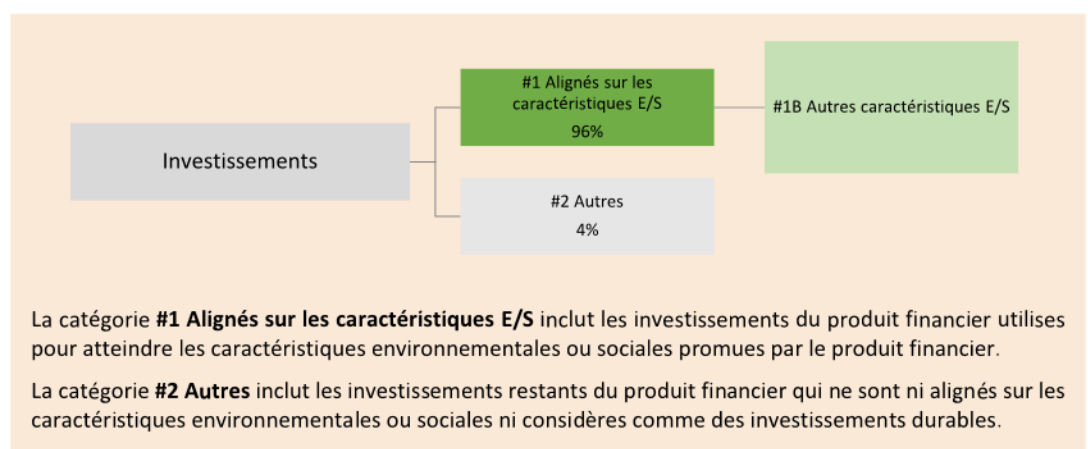 #1 Alignés sur les
caractéristiques E/S
96%
#1B Autres caractéristiques E/S
Investissements
#2 Autres
4%
La catégorie #1 Alignés sur les caractéristiques E/S inclut les investissements du produit financier utilises
pour atteindre les caractéristiques environnementales ou sociales promues par le produit financier.
La catégorie #2 Autres inclut les investissements restants du produit financier qui ne sont ni alignés sur les
caractéristiques environnementales ou sociales ni considères comme des investissements durables.